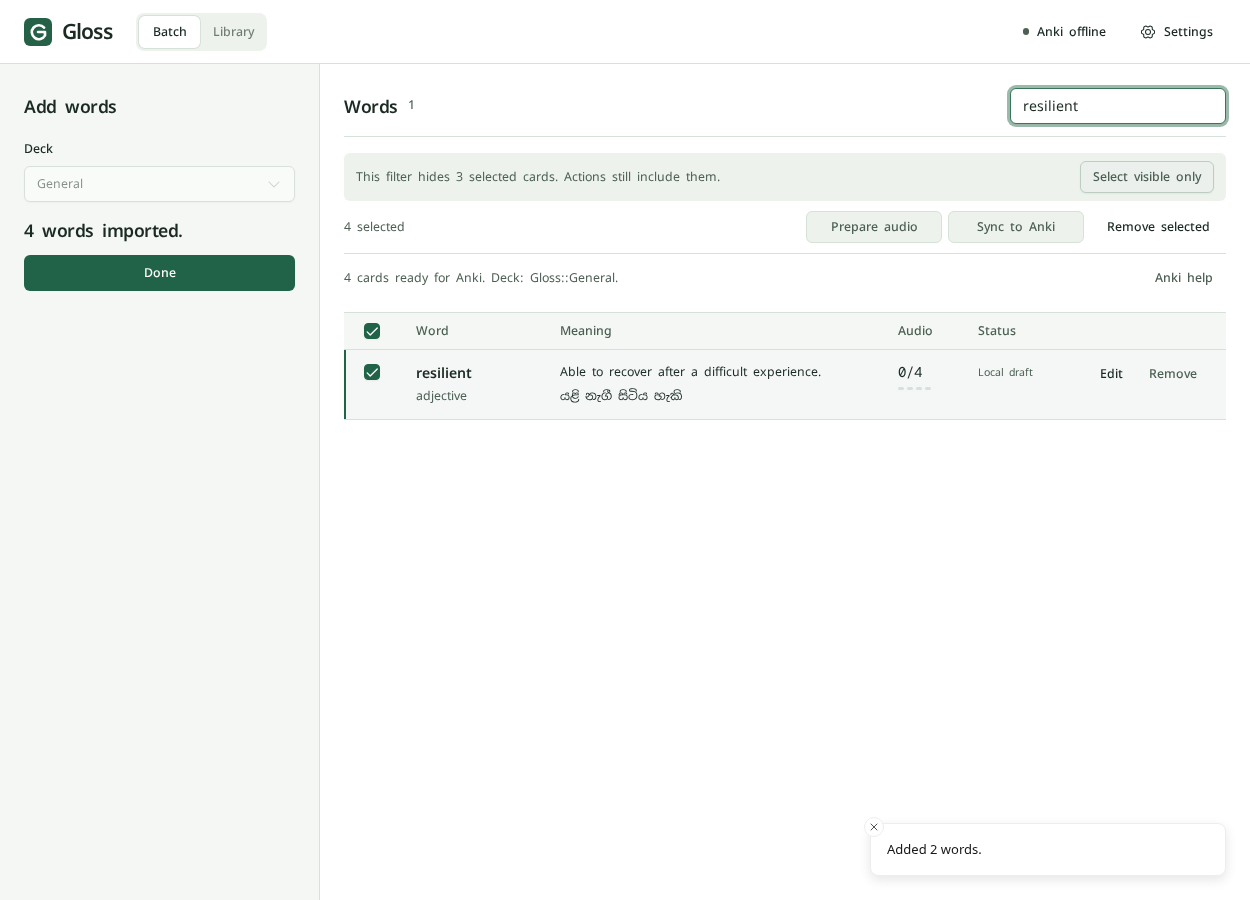 Gloss
Batch
Library
Anki offline
Settings
Add words
Deck
General
4 words imported.
Done
Words 1
resilient
This filter hides 3 selected cards. Actions still include them.
Select visible only
4 selected
Prepare audio
Sync to Anki
Remove selected
4 cards ready for Anki. Deck: Gloss::General.
Anki help
Word
Meaning
Audio
Status
resilient
adjective
Able to recover after a difficult experience.
යළි නැගී සිටිය හැකි
0/4
Local draft
Edit
Remove
Added 2 words.